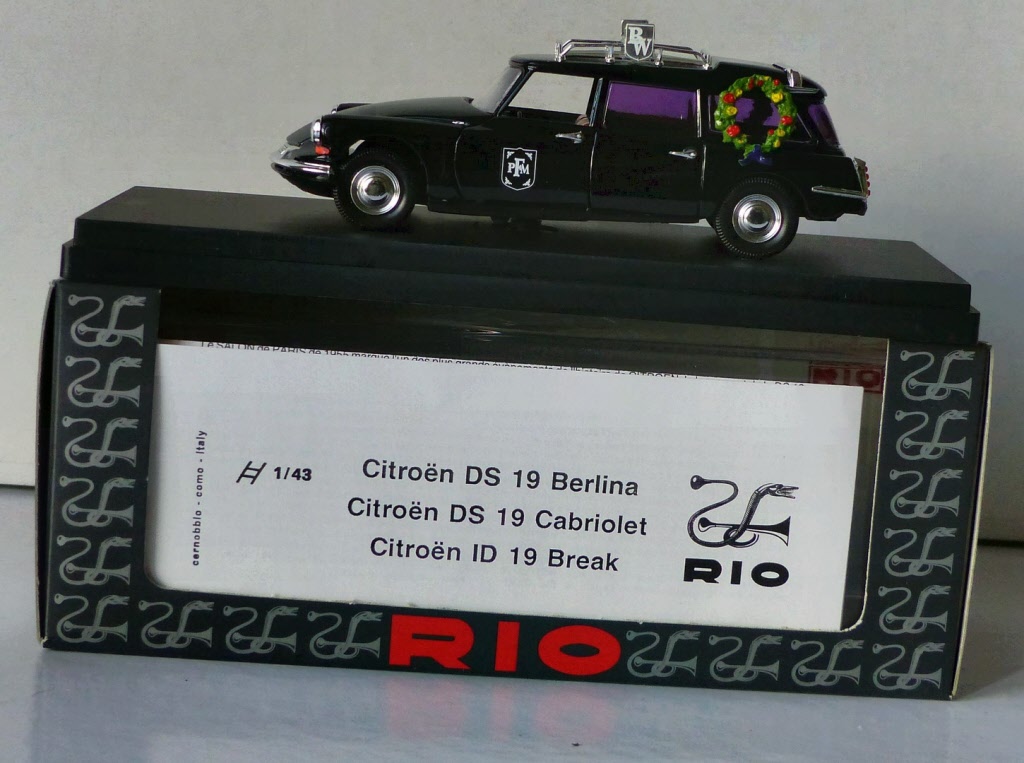 BW
PFM
RIO
cernobbio - como - Italy
1/43
Citroën DS 19 Berlina
Citroën DS 19 Cabriolet
Citroën ID 19 Break
RIO
RIO